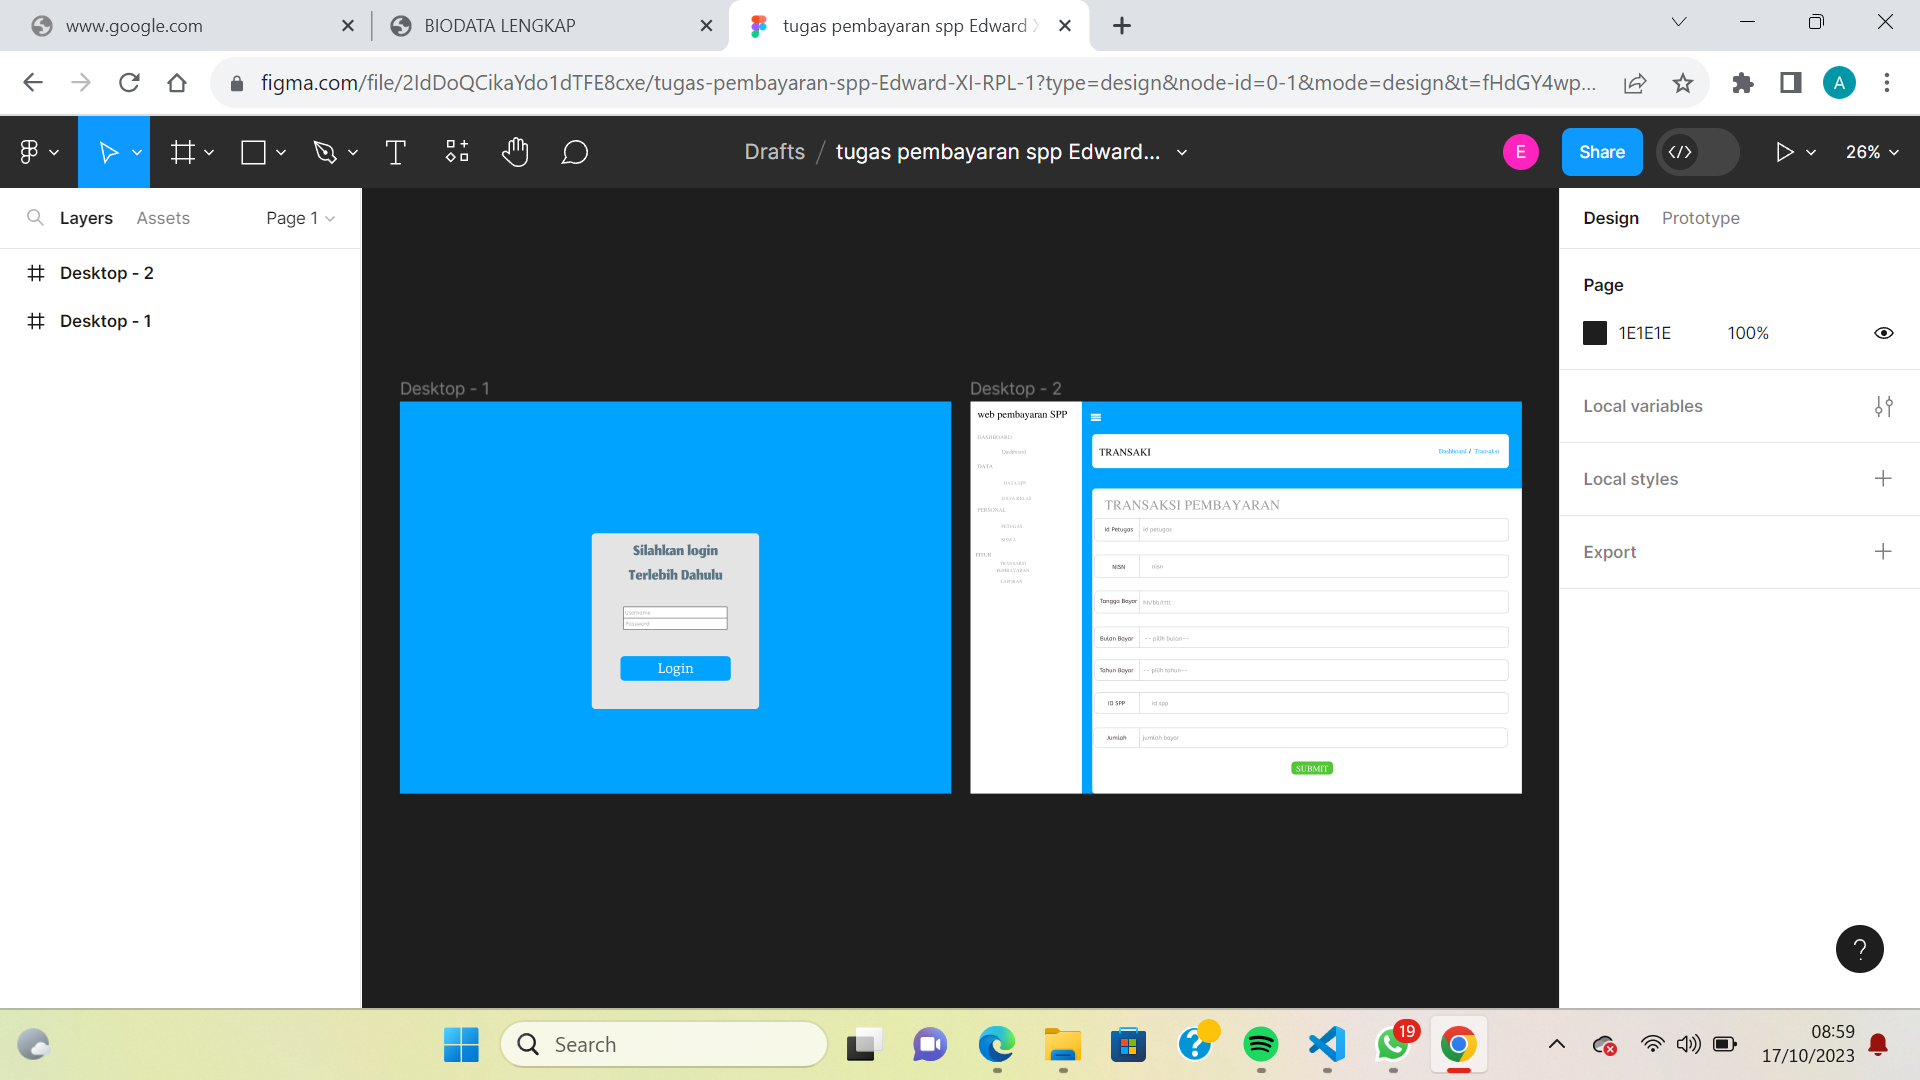 www.google.com
BIODATA LENGKAP
tugas pembayaran spp Edward X
figma.com/file/2IdDoQCikaYdo1dTFE8cxe/tugas-pembayaran-spp-Edward-XI-RPL-1?type=design&node-id=0-1&mode=design&t=fHdGY4wp...
A
Drafts / tugas pembayaran spp Edward...
E
Share
26%
Layers
Assets
Page 1
Desktop - 2
Desktop - 1
Desktop - 1
Silahkan login
Terlebih Dahulu
Username
Password
Login
Desktop - 2
web pembayaran SPP
DASHBOARD
Dashboard
DATA
DATA SPP
DATA KELAS
PERSONAL
PETUGAS
SISWA
FITUR
TRANSAKSI
PEMBAYARAN
LAPORAN
TRANSAKI
Dashboard / Transaksi
TRANSAKSI PEMBAYARAN
Id Petugas
id petugas
NISN
nisn
Tangga Bayar
hh/bb/tttt
Bulan Bayar
-- pilih bulan--
Tahun Bayar
-- pilih tahun--
ID SPP
id spp
Jumlah
jumlah bayar
SUBMIT
Design
Prototype
Page
1E1E1E
100%
Local variables
Local styles
Export
?
Search
19
08:59
17/10/2023